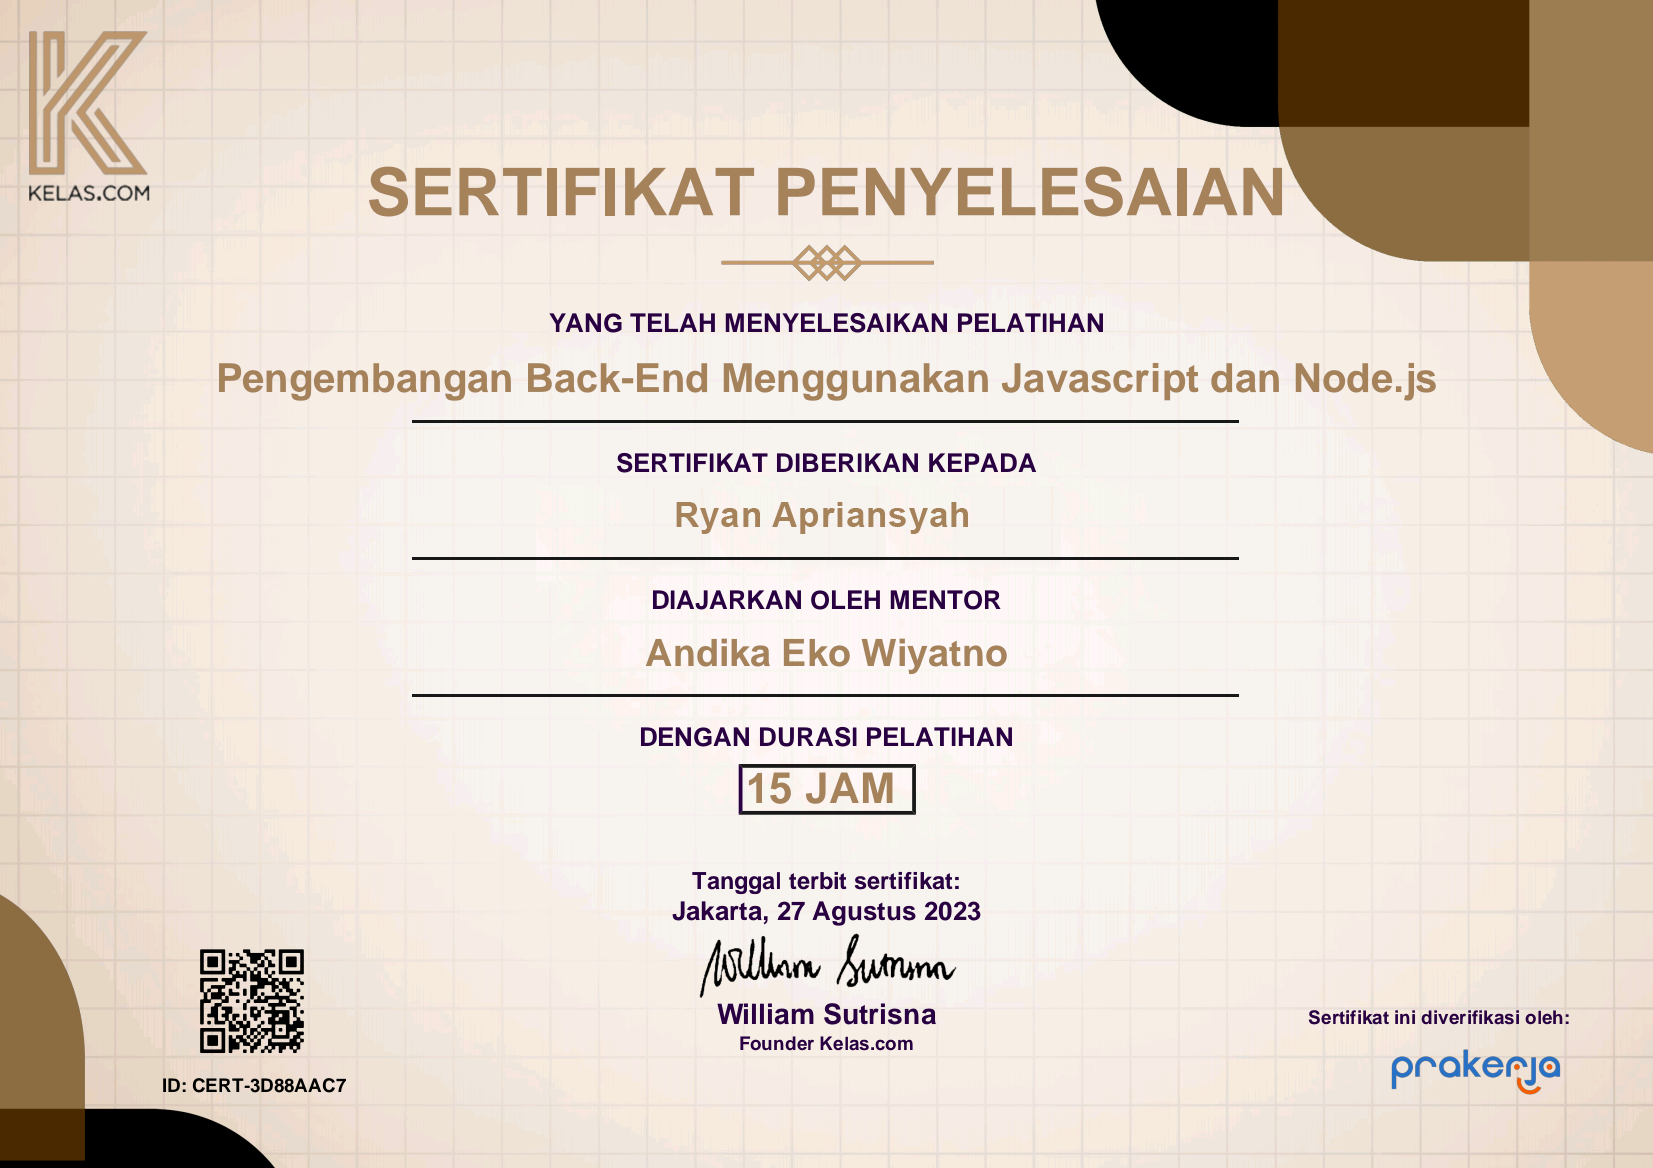 KELAS.COM
SERTIFIKAT PENYELESAIAN
YANG TELAH MENYELESAIKAN PELATIHAN
Pengembangan Back-End Menggunakan Javascript dan Node.js
SERTIFIKAT DIBERIKAN KEPADA
Ryan Apriansyah
DIAJARKAN OLEH MENTOR
Andika Eko Wiyatno
DENGAN DURASI PELATIHAN
15 JAM
Tanggal terbit sertifikat:
Jakarta, 27 Agustus 2023
William Sutrisna
William Sutrisna
Founder Kelas.com
ID: CERT-3D88AAC7
Sertifikat ini diverifikasi oleh:
prakerja